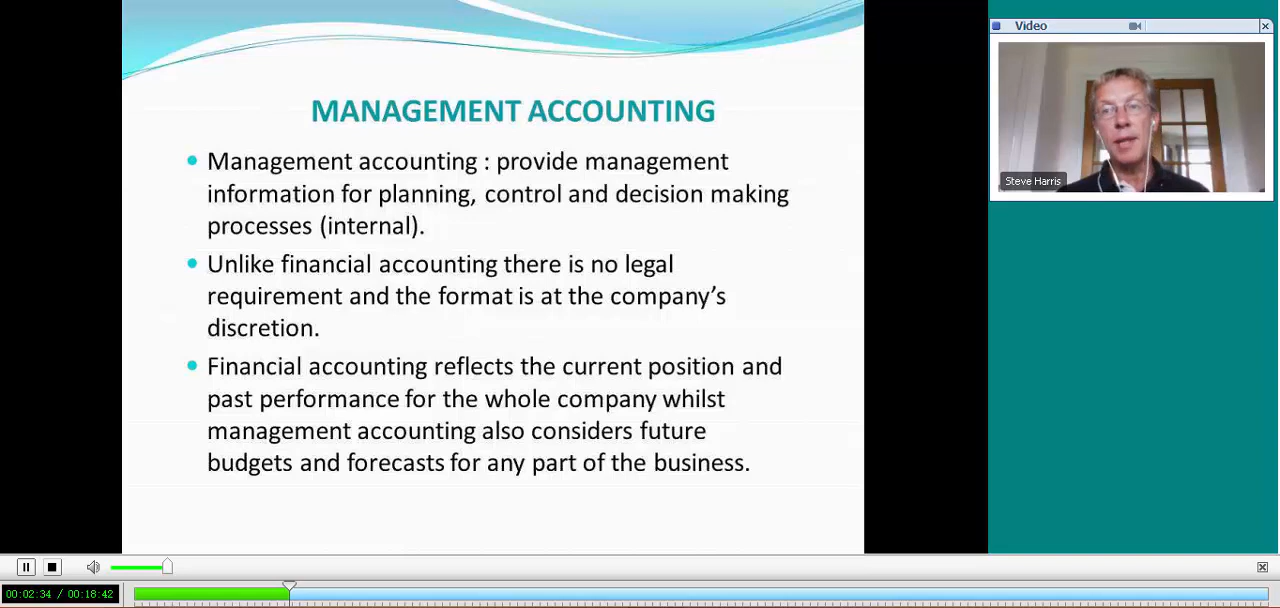 MANAGEMENT ACCOUNTING
Management accounting : provide management
information for planning, control and decision making
processes (internal).
Unlike financial accounting there is no legal
requirement and the format is at the company’s
discretion.
Financial accounting reflects the current position and
past performance for the whole company whilst
management accounting also considers future
budgets and forecasts for any part of the business.
Video
Steve Harris
00:02:34 / 00:18:42